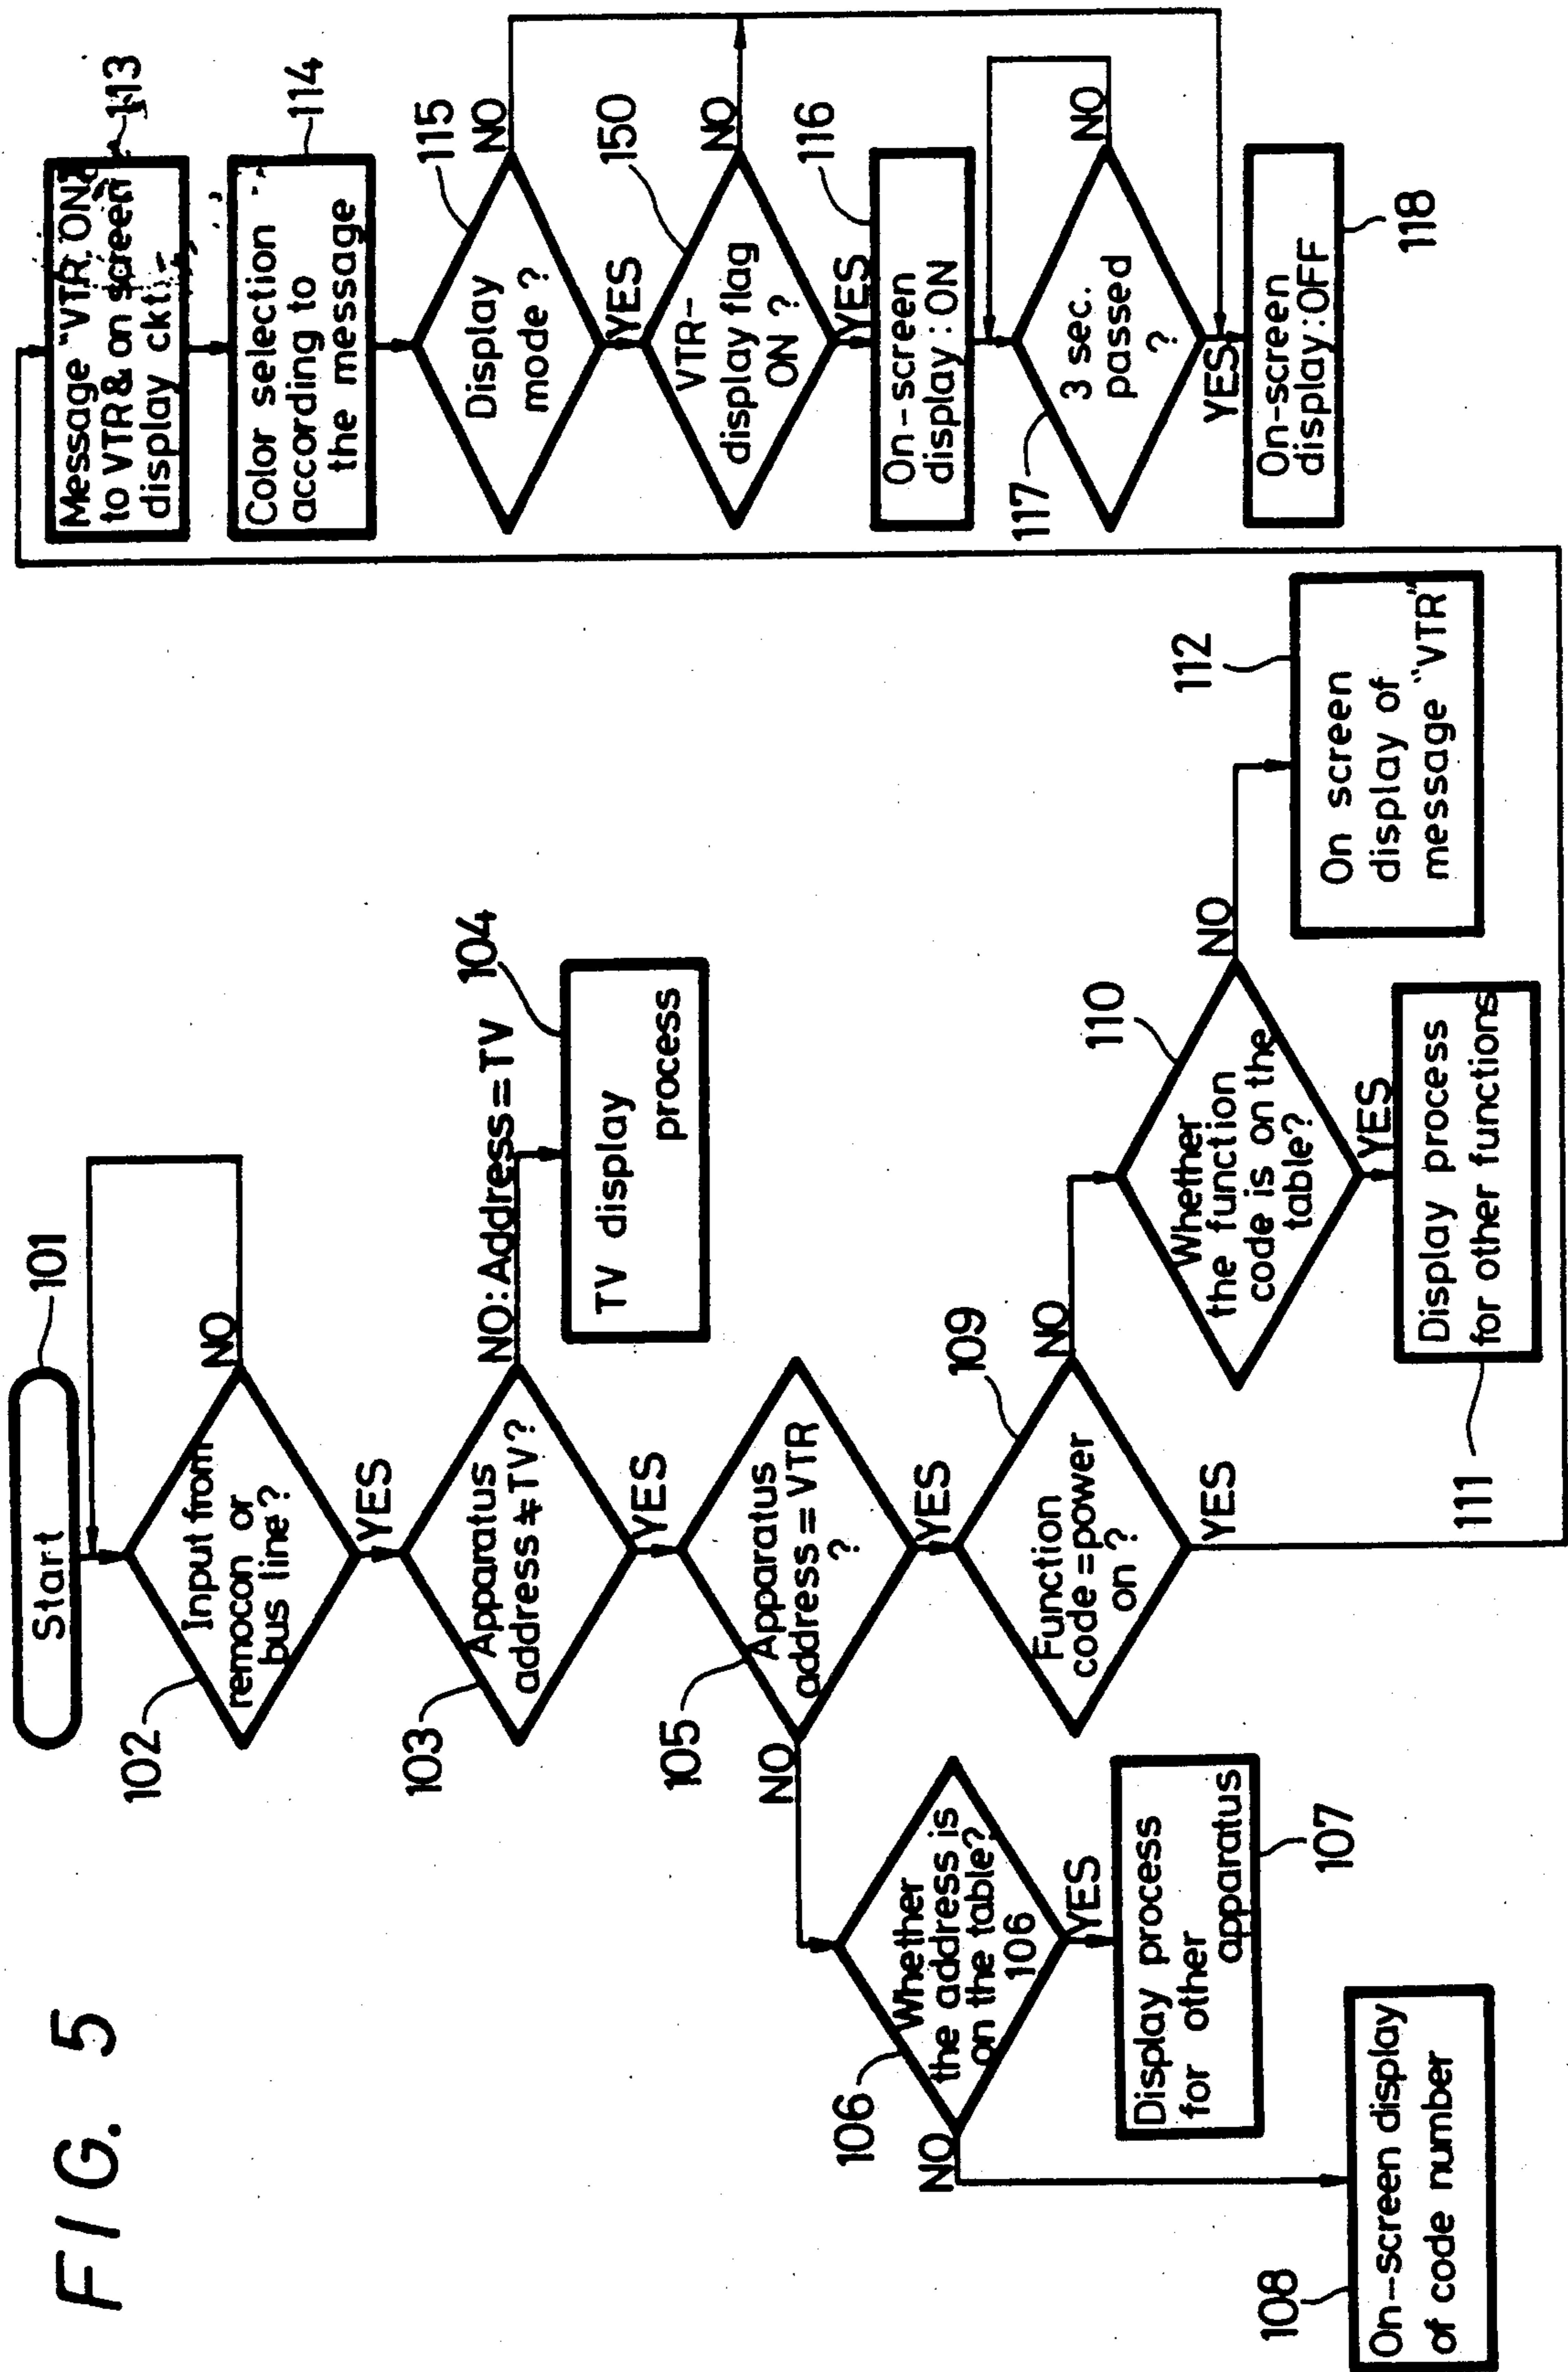 FIG. 5
Start
101
Input from
remocon or
bus line?
102
NO
YES
Apparatus
address ≠ TV?
103
NO: Address = TV
104
TV display
process
YES
Apparatus
address = VTR
?
105
NO
YES
Whether
the address is
on the table?
106
106
NO
YES
Display process
for other
apparatus
107
On-screen display
of code number
108
Function
code = power
on ?
109
NO
YES
Whether
the function
code is on the
table?
110
NO
YES
Display process
for other functions
111
On screen
display of
message "VTR"
112
Message "VTR ON"
to VTR & on screen
display ckt.
113
Color selection
according to
the message
114
Display
mode ?
115
NO
YES
VTR-
display flag
ON ?
150
NO
YES
On-screen
display : ON
116
3 sec.
passed
?
117
NO
YES
On-screen
display:OFF
118